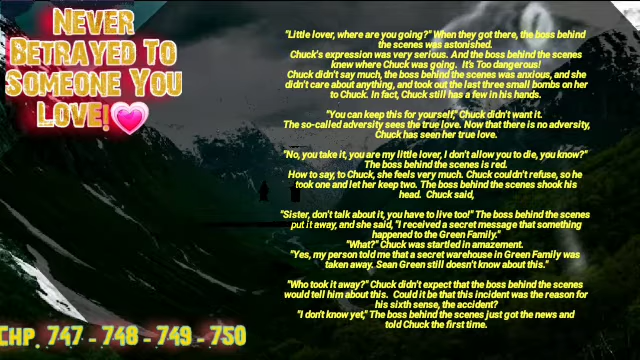 NEVER
BETRAYED TO
SOMEONE YOU
LOVE!
"Little lover, where are you going?" When they got there, the boss behind
the scenes was astonished.
Chuck's expression was very serious. And the boss behind the scenes
knew where Chuck was going. It's Too dangerous!
Chuck didn't say much, the boss behind the scenes was anxious, and she
didn't care about anything, and took out the last three small bombs on her
to Chuck. In fact, Chuck still has a few in his hands.
"You can keep this for yourself," Chuck didn't want it.
The so-called adversity sees the true love. Now that there is no adversity,
Chuck has seen her true love.
"No, you take it, you are my little lover, I don't allow you to die, you know?"
The boss behind the scenes is red.
How to say, to Chuck, she feels very much. Chuck couldn't refuse, so he
took one and let her keep two. The boss behind the scenes shook his
head. Chuck said,
"Sister, don't talk about it, you have to live too!" The boss behind the scenes
put it away, and she said, "I received a secret message that something
happened to the Green Family."
"What?" Chuck was startled in amazement.
"Yes, my person told me that a secret warehouse in Green Family was
taken away. Sean Green still doesn't know about this."
"Who took it away?" Chuck didn't expect that the boss behind the scenes
would tell him about this. Could it be that this incident was the reason for
his sixth sense, the accident?
"I don't know yet," The boss behind the scenes just got the news and
told Chuck the first time.
CHP. 747 - 748 - 749 - 750